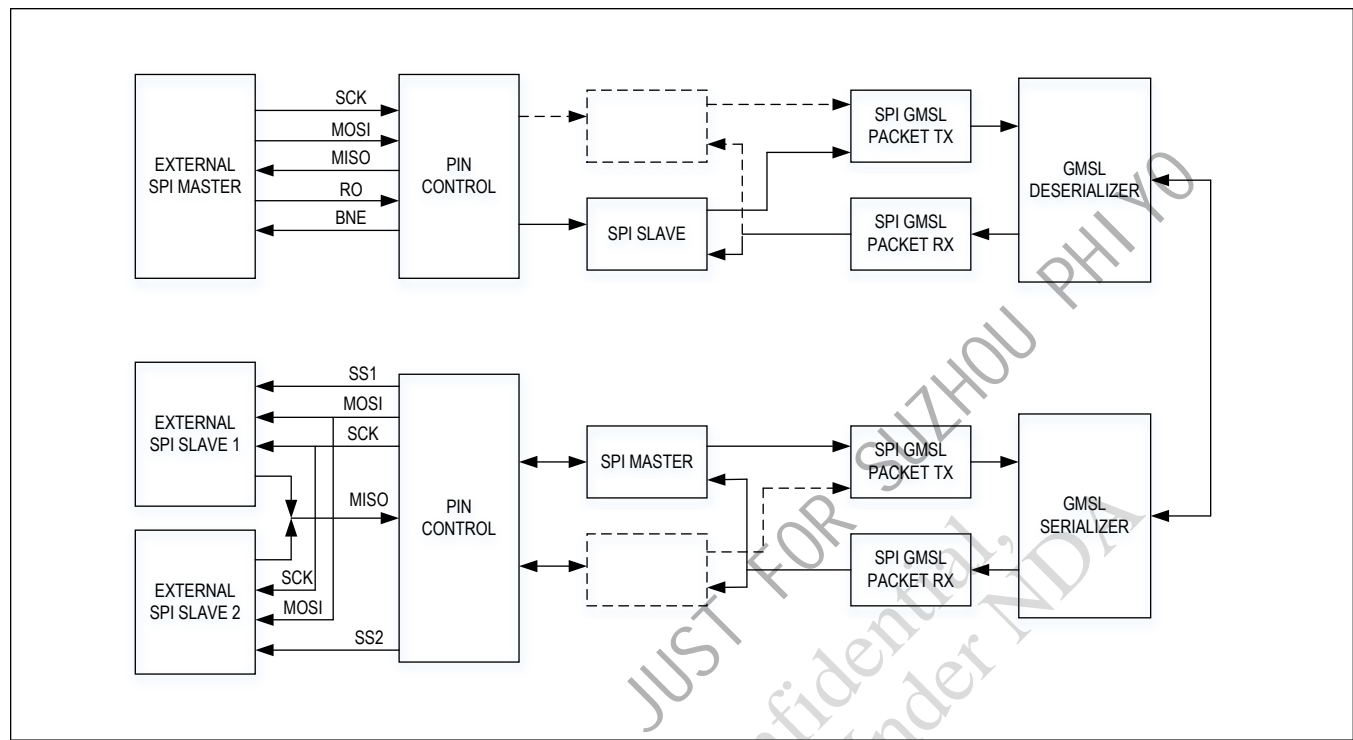 SCK
MOSI
MISO
RO
BNE
EXTERNAL
SPI MASTER
PIN
CONTROL
SPI SLAVE
SPI GMSL
PACKET TX
SPI GMSL
PACKET RX
GMSL
DESERIALIZER
SS1
MOSI
SCK
MISO
SCK
MOSI
SS2
EXTERNAL
SPI SLAVE 1
EXTERNAL
SPI SLAVE 2
PIN
CONTROL
SPI MASTER
SPI GMSL
PACKET TX
SPI GMSL
PACKET RX
GMSL
SERIALIZER
JUST FOR SUZHOU PHI YO
nfidential,
nder NDA